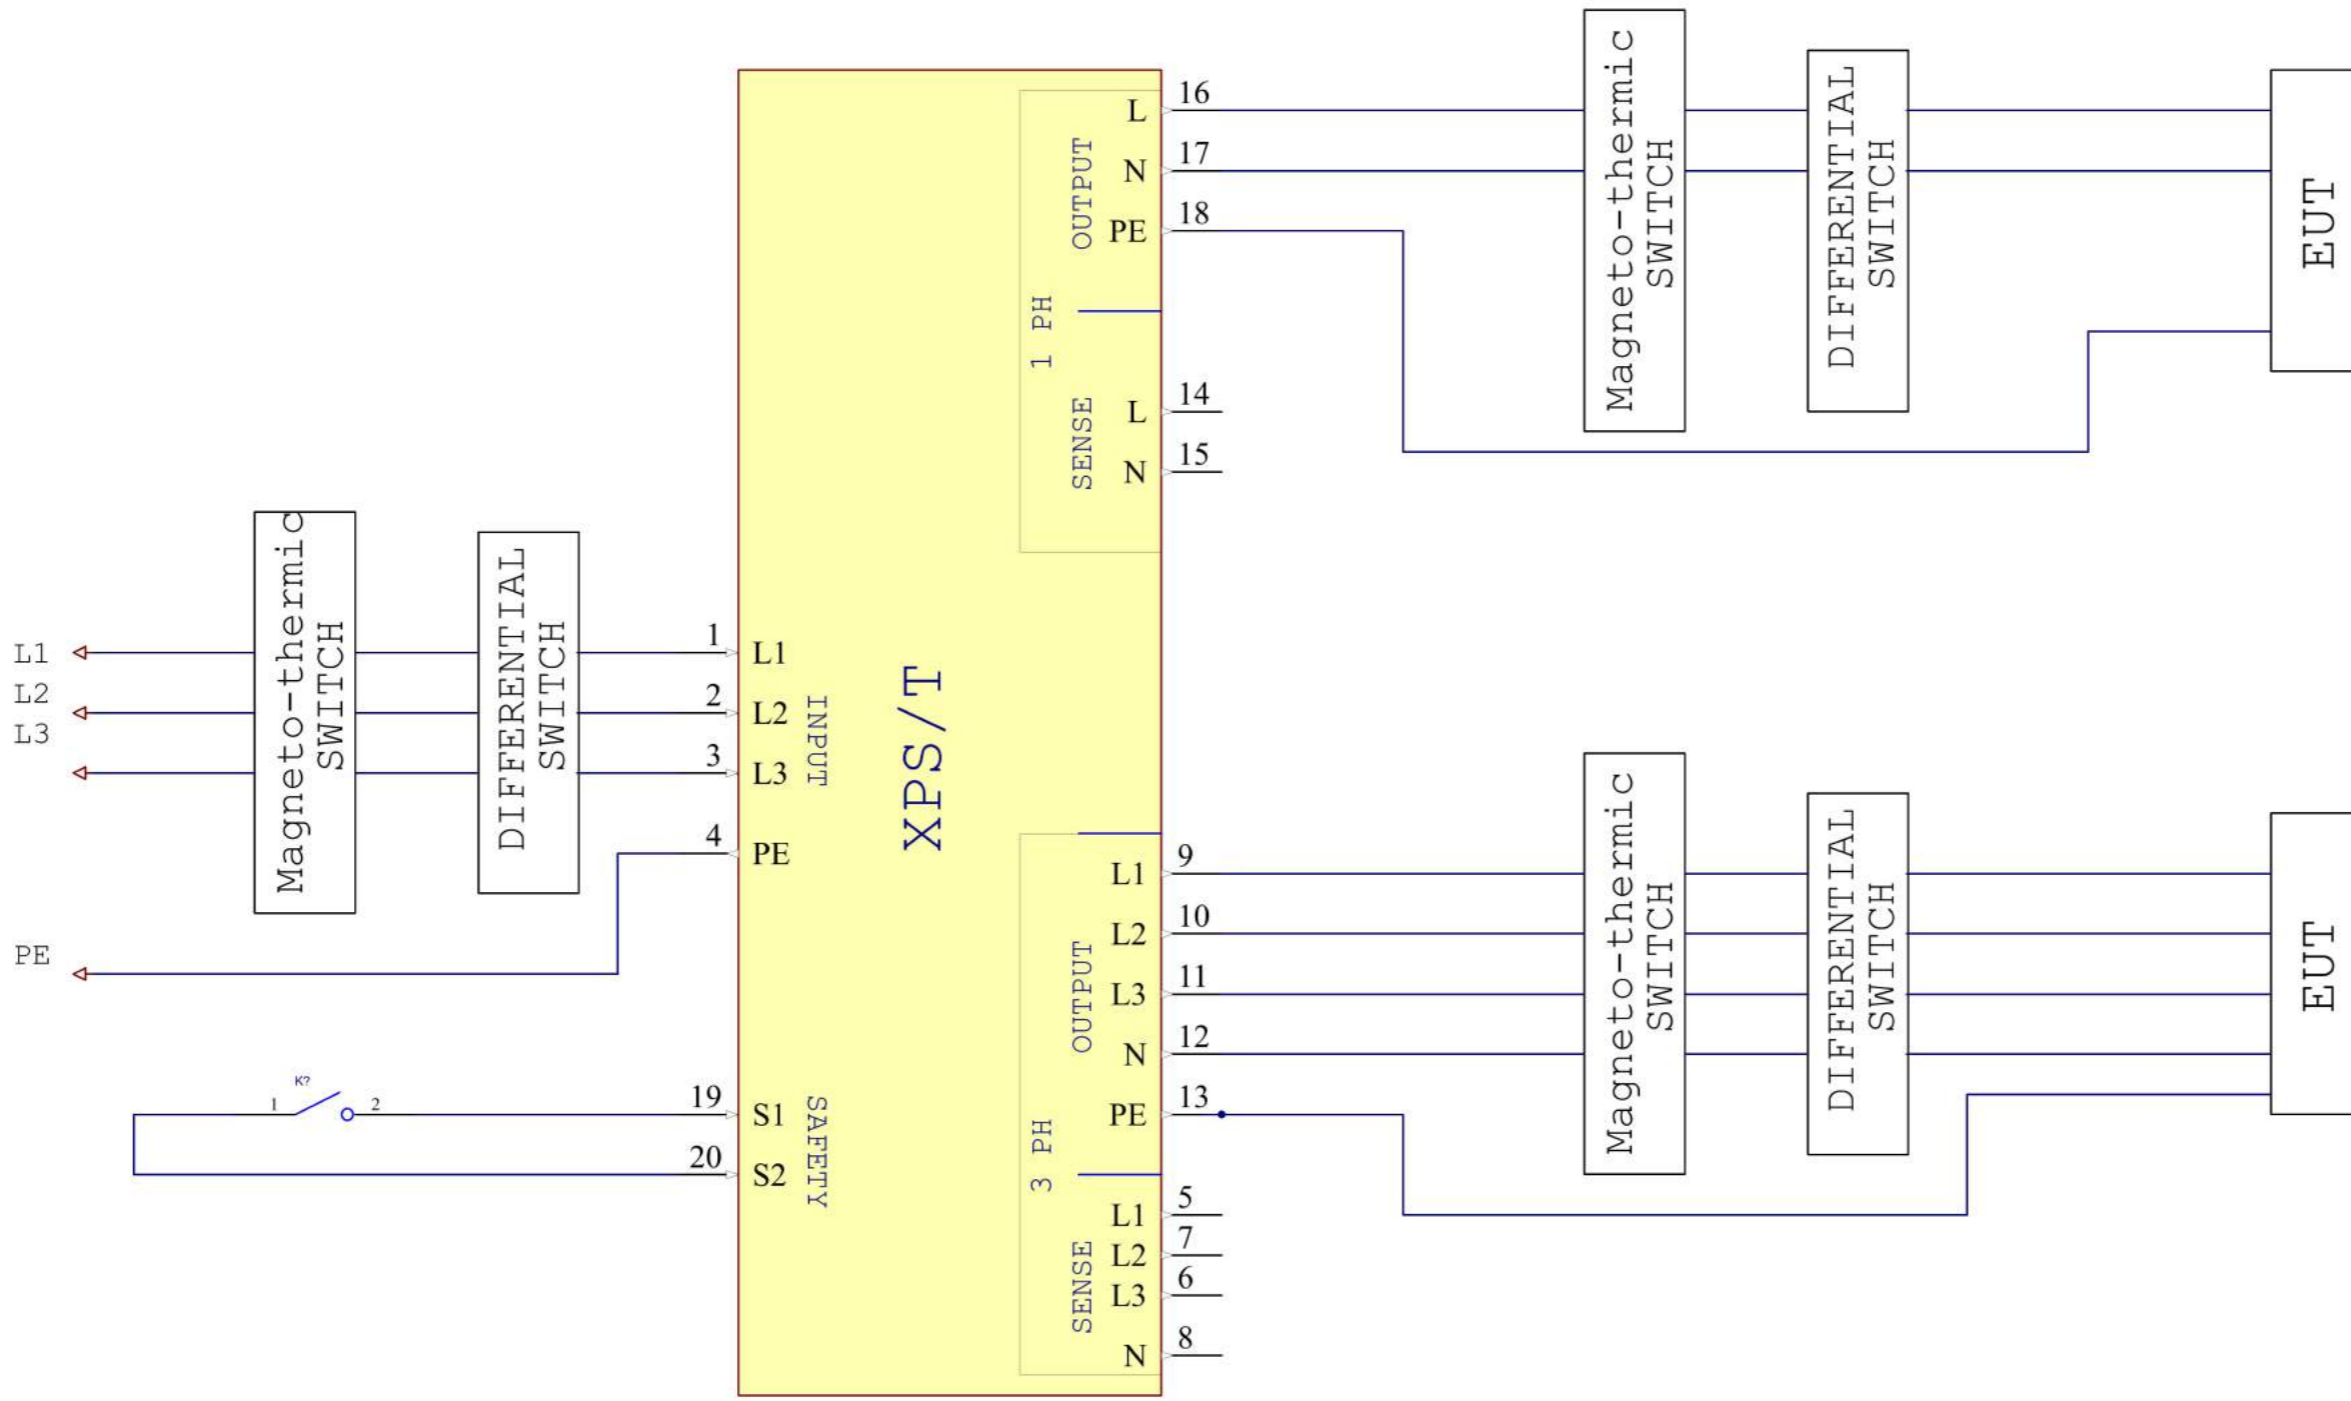 L1
L2
L3
PE
Magneto-thermic
SWITCH
DIFFERENTIAL
SWITCH
1
2
3
4
L1
L2
L3
PE
INPUT
K?
1
2
19
20
S1
S2
SAFETY
XPS/T
1 PH
OUTPUT
L
16
N
17
PE
18
SENSE
L
14
N
15
3 PH
OUTPUT
L1
9
L2
10
L3
11
N
12
PE
13
SENSE
L1
5
L2
7
L3
6
N
8
Magneto-thermic
SWITCH
DIFFERENTIAL
SWITCH
EUT
Magneto-thermic
SWITCH
DIFFERENTIAL
SWITCH
EUT